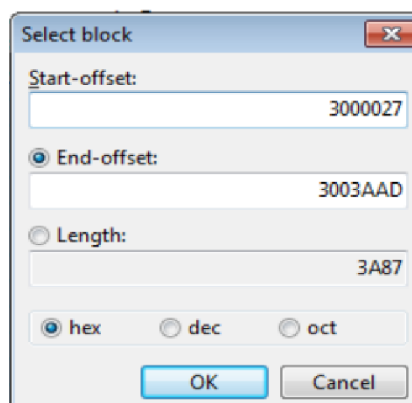 Select block
Start-offset:
3000027
End-offset:
3003AAD
Length:
3A87
hex dec oct
OK Cancel